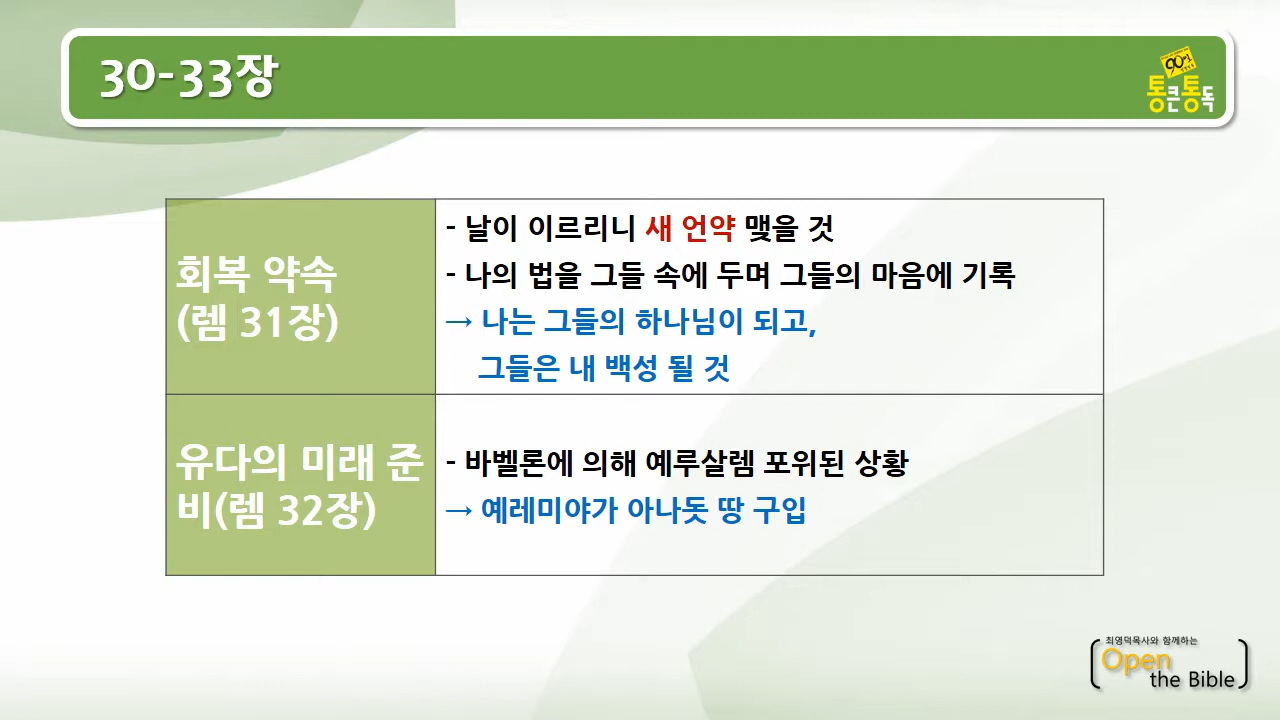 30-33장
90일
통큰통독
회복 약속
(렘 31장)
- 날이 이르리니 새 언약 맺을 것
- 나의 법을 그들 속에 두며 그들의 마음에 기록
→ 나는 그들의 하나님이 되고,
그들은 내 백성 될 것
유다의 미래 준
비(렘 32장)
- 바벨론에 의해 예루살렘 포위된 상황
→ 예레미야가 아나돗 땅 구입
최영덕목사와 함께하는
Open
the Bible